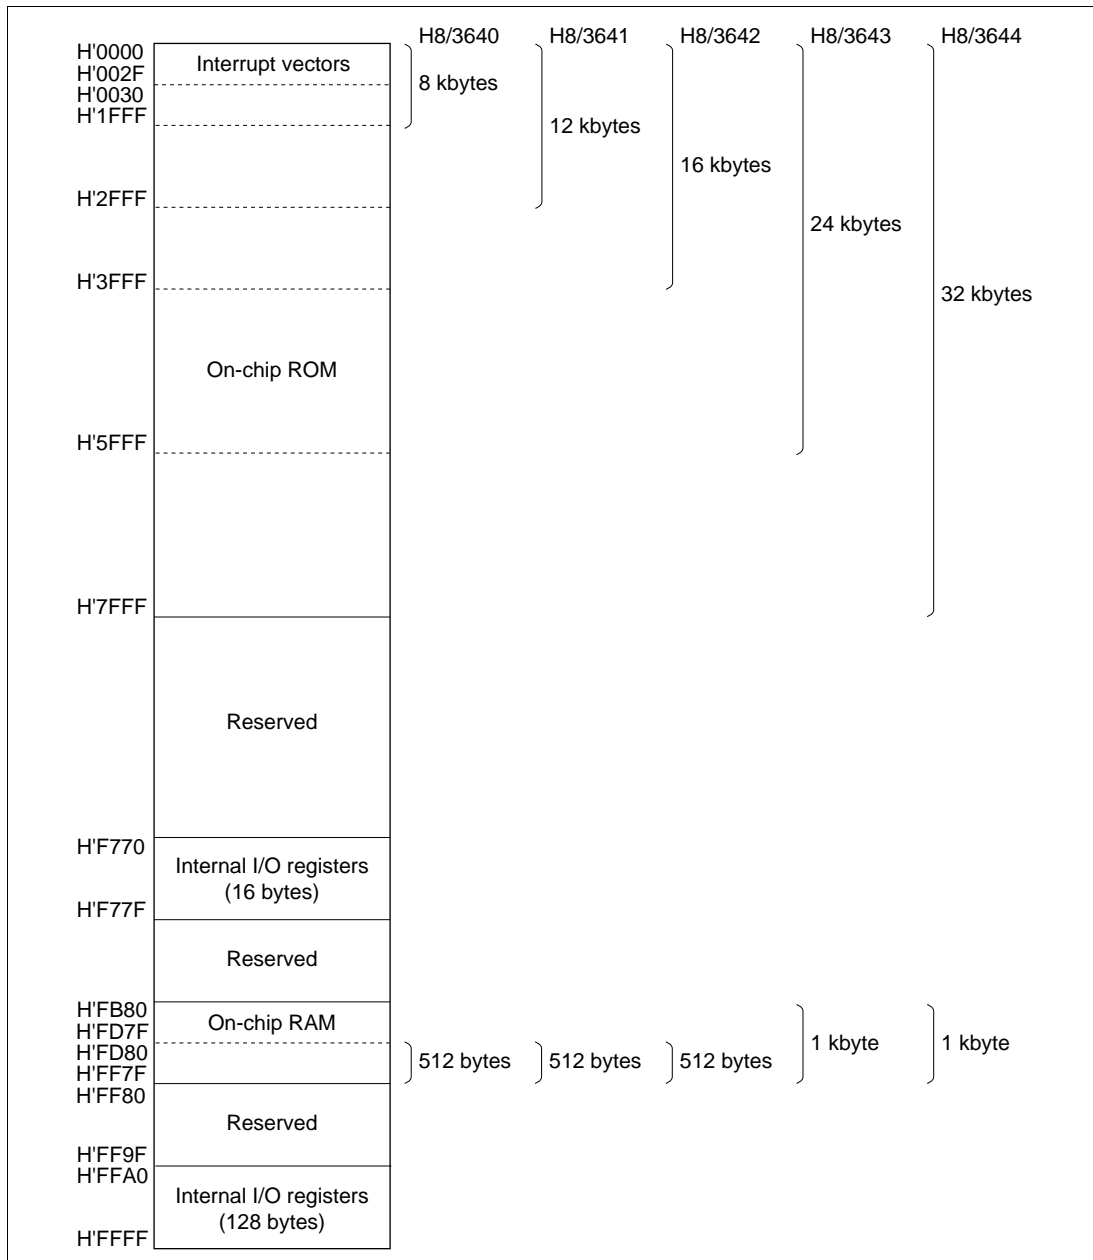 H8/3640 H8/3641 H8/3642 H8/3643 H8/3644
H'0000
Interrupt vectors
H'002F
H'0030
8 kbytes
H'1FFF
12 kbytes
16 kbytes
H'2FFF
24 kbytes
H'3FFF
32 kbytes
On-chip ROM
H'5FFF
H'7FFF
Reserved
H'F770
Internal I/O registers
(16 bytes)
H'F77F
Reserved
H'FB80
On-chip RAM
H'FD7F
1 kbyte 1 kbyte
H'FD80
512 bytes 512 bytes 512 bytes
H'FF7F
H'FF80
Reserved
H'FF9F
H'FFA0
Internal I/O registers
(128 bytes)
H'FFFF